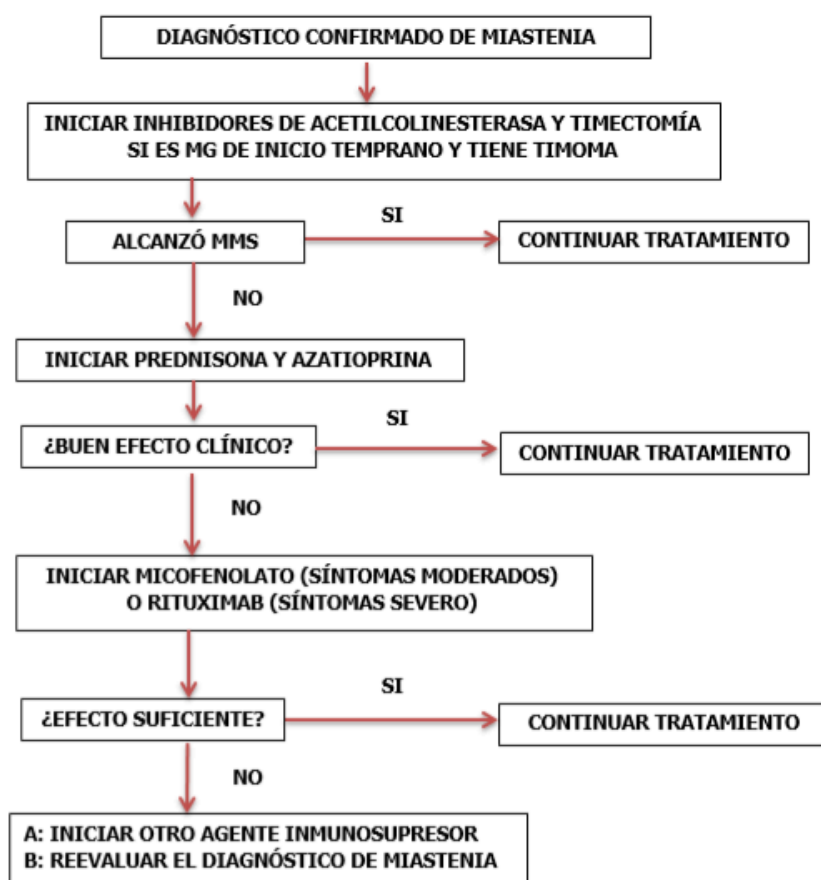 DIAGNÓSTICO CONFIRMADO DE MIASTENIA
INICIAR INHIBIDORES DE ACETILCOLINESTERASA Y TIMECTOMÍA
SI ES MG DE INICIO TEMPRANO Y TIENE TIMOMA
SI
ALCANZÓ MMS
CONTINUAR TRATAMIENTO
NO
INICIAR PREDNISONA Y AZATIOPRINA
SI
¿BUEN EFECTO CLÍNICO?
CONTINUAR TRATAMIENTO
NO
INICIAR MICOFENOLATO (SÍNTOMAS MODERADOS)
O RITUXIMAB (SÍNTOMAS SEVERO)
SI
¿EFECTO SUFICIENTE?
CONTINUAR TRATAMIENTO
NO
A: INICIAR OTRO AGENTE INMUNOSUPRESOR
B: REEVALUAR EL DIAGNÓSTICO DE MIASTENIA